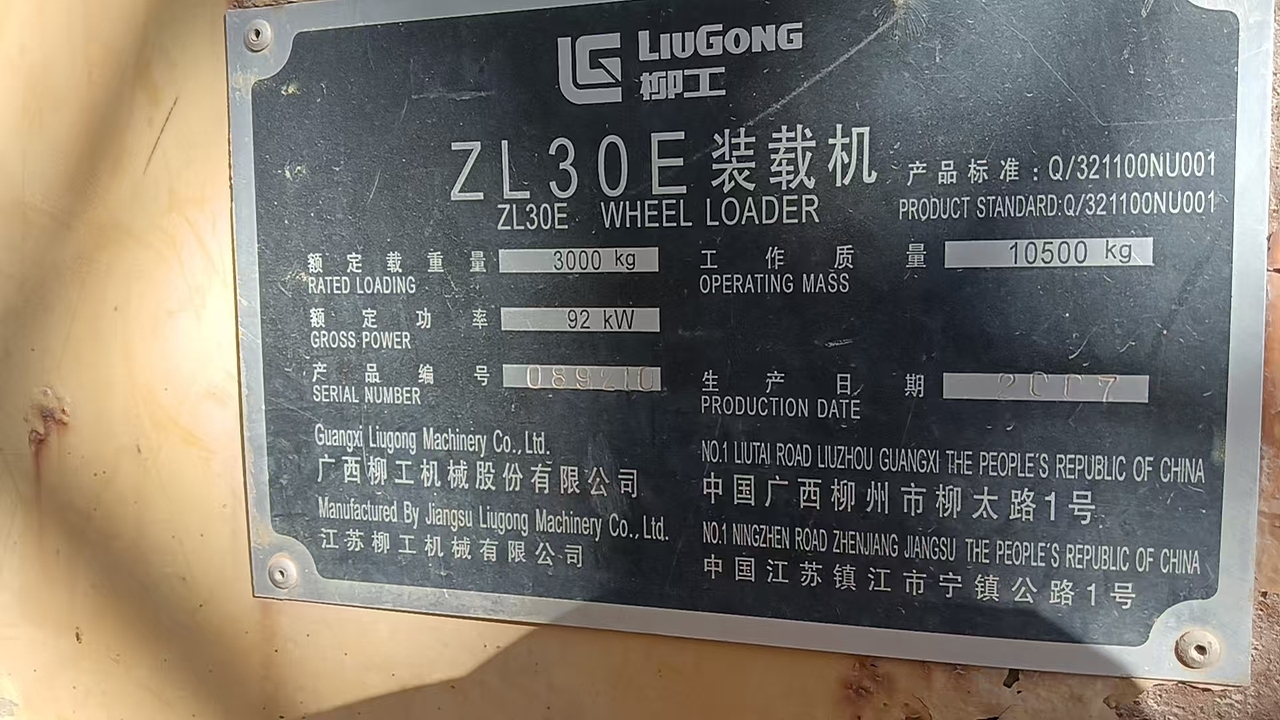 LIUGONG
柳工
ZL30E 装载机
ZL30E WHEEL LOADER
产品标准:Q/321100NU001
PRODUCT STANDARD:Q/321100NU001
额定载重量 3000 kg
RATED LOADING
工作质量 10500 kg
OPERATING MASS
额定功率 92 kW
GROSS POWER
产品编号 089210
SERIAL NUMBER
生产日期 2007
PRODUCTION DATE
Guangxi Liugong Machinery Co.,Ltd.
广西柳工机械股份有限公司
Manufactured By Jiangsu Liugong Machinery Co.,Ltd.
江苏柳工机械有限公司
NO.1 LIUTAI ROAD LIUZHOU GUANGXI THE PEOPLE'S REPUBLIC OF CHINA
中国广西柳州市柳太路1号
NO.1 NINGZHEN ROAD ZHENJIANG JIANGSU THE PEOPLE'S REPUBLIC OF CHINA
中国江苏镇江市宁镇公路1号